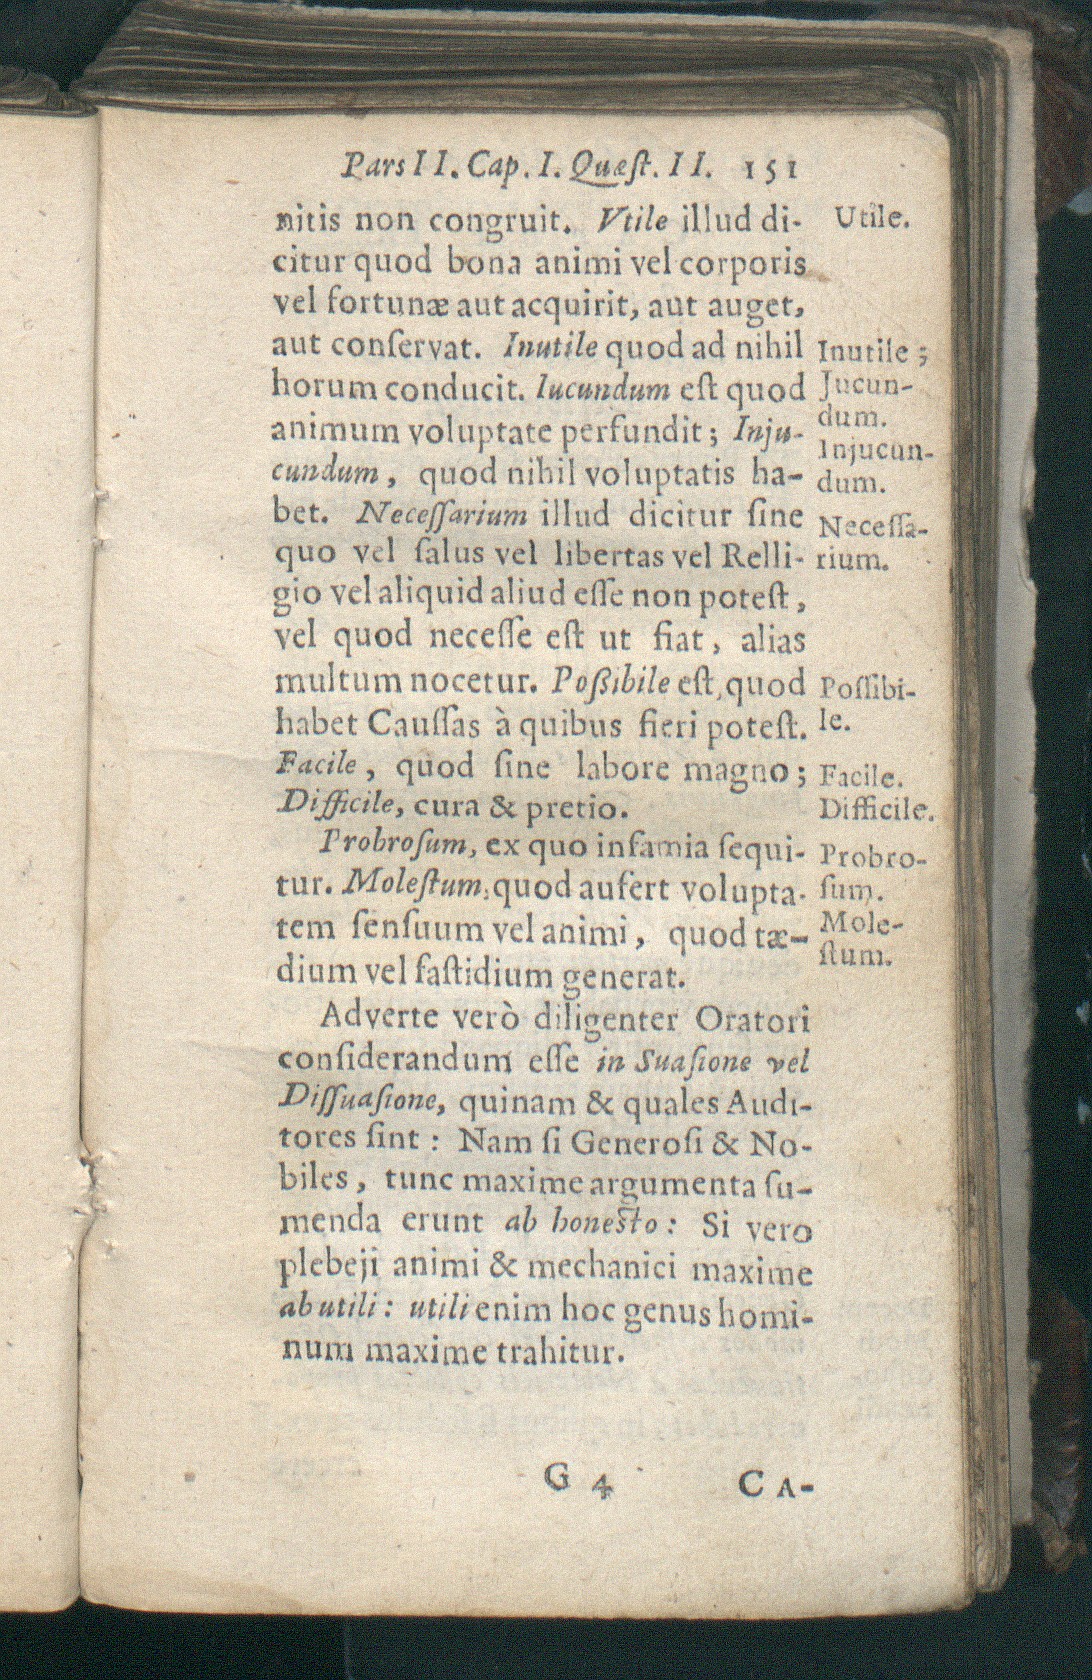 Pars II. Cap. I. Quæſt. II. 151
nitis non congruit. Vtile illud di-
Utile.
citur quod bona animi vel corporis
vel fortunæ aut acquirit, aut auget,
aut conſervat. Inutile quod ad nihil
Inutile ;
horum conducit. Iucundum eſt quod
Jucun-
dum.
animum voluptate perfundit ; Inju-
Injucun-
cundum , quod nihil voluptatis ha-
dum.
bet. Neceſſarium illud dicitur ſine
Neceſſa-
quo vel ſalus vel libertas vel Relli-
rium.
gio vel aliquid aliud eſſe non poteſt ,
vel quod neceſſe eſt ut fiat , alias
multum nocetur. Poßibile eſt, quod
Poſſibi-
habet Cauſſas à quibus fieri poteſt.
le.
Facile , quod ſine labore magno ;
Facile.
Difficile, cura & pretio.
Difficile.
Probroſum, ex quo infamia ſequi-
Probro-
tur. Moleſtum, quod aufert volupta-
ſum.
tem ſenſuum vel animi , quod tæ-
Mole-
ſtum.
dium vel faſtidium generat.
Adverte verò diligenter Oratori
conſiderandum eſſe in Suaſione vel
Diſſuaſione, quinam & quales Audi-
tores ſint : Nam ſi Generoſi & No-
biles , tunc maxime argumenta ſu-
menda erunt ab honeſto : Si vero
plebeji animi & mechanici maxime
ab utili : utili enim hoc genus homi-
num maxime trahitur.
G 4 CA-